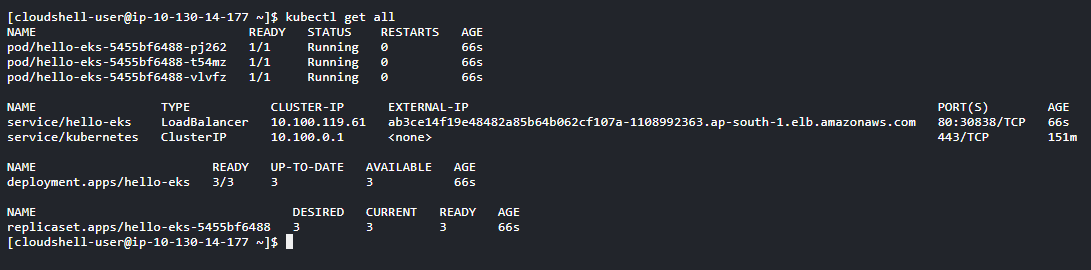 [cloudshell-user@ip-10-130-14-177 ~]$ kubectl get all
NAME                             READY   STATUS    RESTARTS   AGE
pod/hello-eks-5455bf6488-pj262   1/1     Running   0          66s
pod/hello-eks-5455bf6488-t54mz   1/1     Running   0          66s
pod/hello-eks-5455bf6488-vlvfz   1/1     Running   0          66s
NAME                 TYPE           CLUSTER-IP      EXTERNAL-IP                                                                PORT(S)        AGE
service/hello-eks    LoadBalancer   10.100.119.61   ab3ce14f19e48482a85b64b062cf107a-1108992363.ap-south-1.elb.amazonaws.com   80:30838/TCP   66s
service/kubernetes   ClusterIP      10.100.0.1      <none>                                                                     443/TCP        151m
NAME                        READY   UP-TO-DATE   AVAILABLE   AGE
deployment.apps/hello-eks   3/3     3            3           66s
NAME                                   DESIRED   CURRENT   READY   AGE
replicaset.apps/hello-eks-5455bf6488   3         3         3       66s
[cloudshell-user@ip-10-130-14-177 ~]$